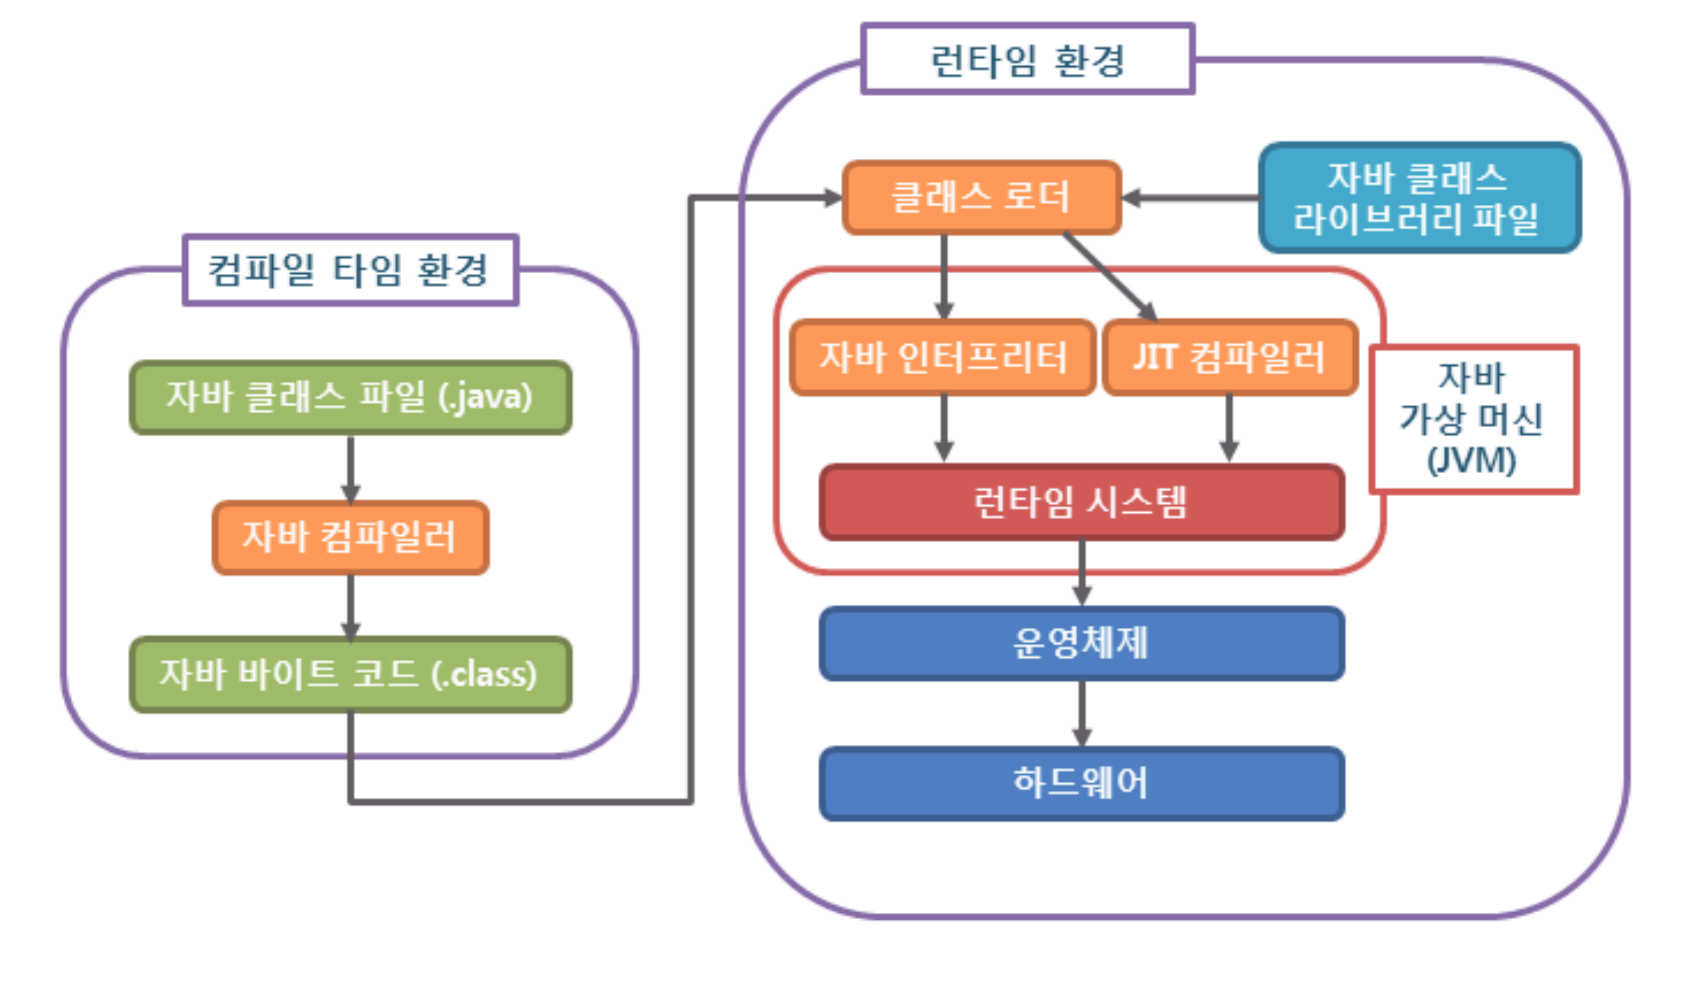 컴파일 타임 환경
자바 클래스 파일 (.java)
자바 컴파일러
자바 바이트 코드 (.class)
런타임 환경
클래스 로더
자바 클래스
라이브러리 파일
자바 인터프리터
JIT 컴파일러
자바
가상 머신
(JVM)
런타임 시스템
운영체제
하드웨어